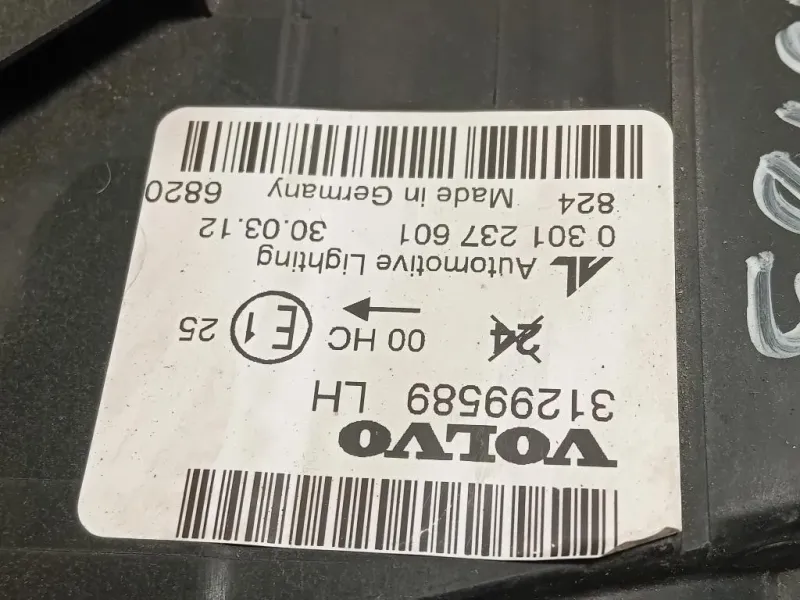 VOLVO
31299589 LH
24 00 HC E1 25
AL Automotive Lighting
0 301 237 601 30.03.12
824 Made in Germany 6820